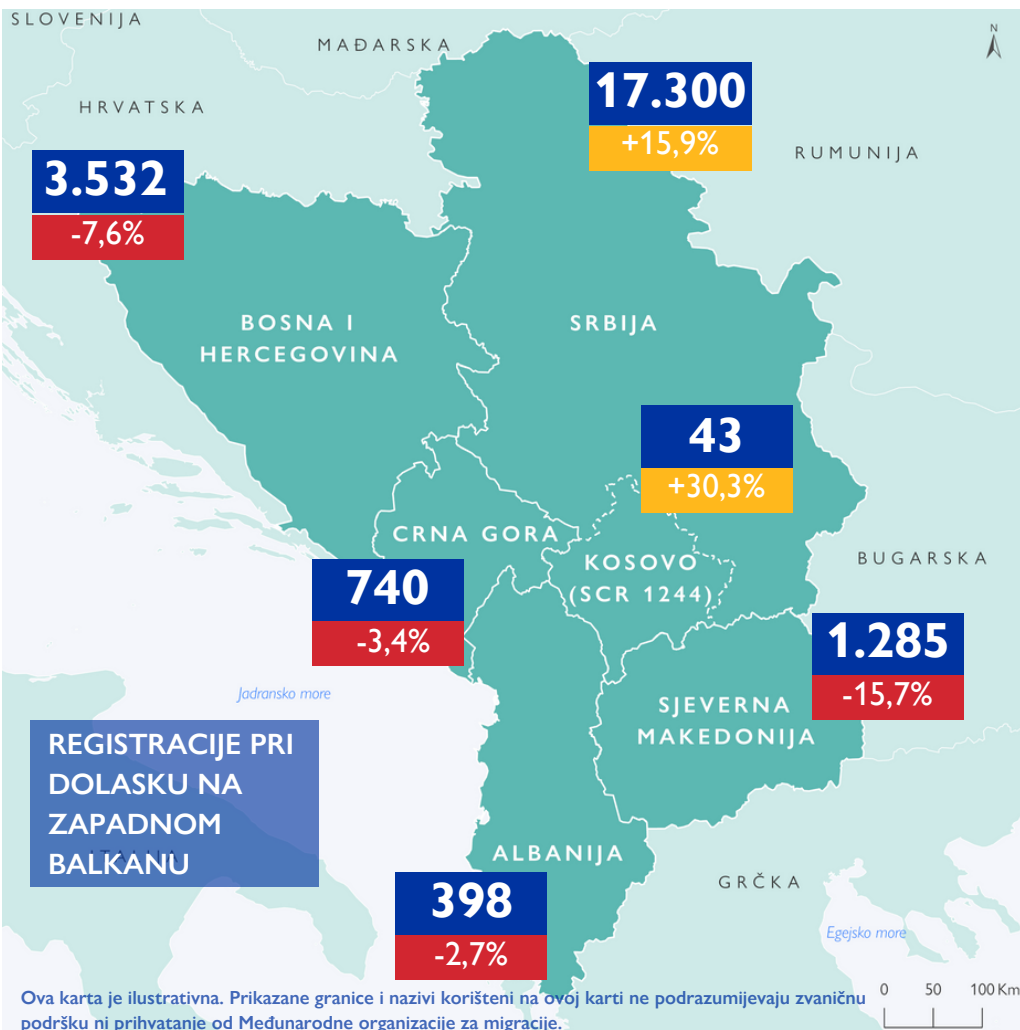 SLOVENIJA
MAĐARSKA
N
HRVATSKA
17.300
+15,9%
RUMUNIJA
3.532
-7,6%
BOSNA I
HERCEGOVINA
SRBIJA
43
+30,3%
CRNA GORA
KOSOVO
(SCR 1244)
BUGARSKA
740
-3,4%
1.285
-15,7%
Jadransko more
SJEVERNA
MAKEDONIJA
REGISTRACIJE PRI
DOLASKU NA
ZAPADNOM
BALKANU
ITALIJA
ALBANIJA
GRČKA
398
-2,7%
Egejsko more
Ova karta je ilustrativna. Prikazane granice i nazivi korišteni na ovoj karti ne podrazumijevaju zvaničnu
podršku ni prihvatanje od Međunarodne organizacije za migracije.
0 50 100 Km